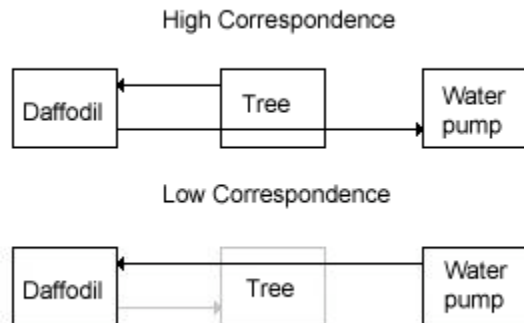 High Correspondence
Daffodil
Tree
Water
pump
Low Correspondence
Daffodil
Tree
Water
pump